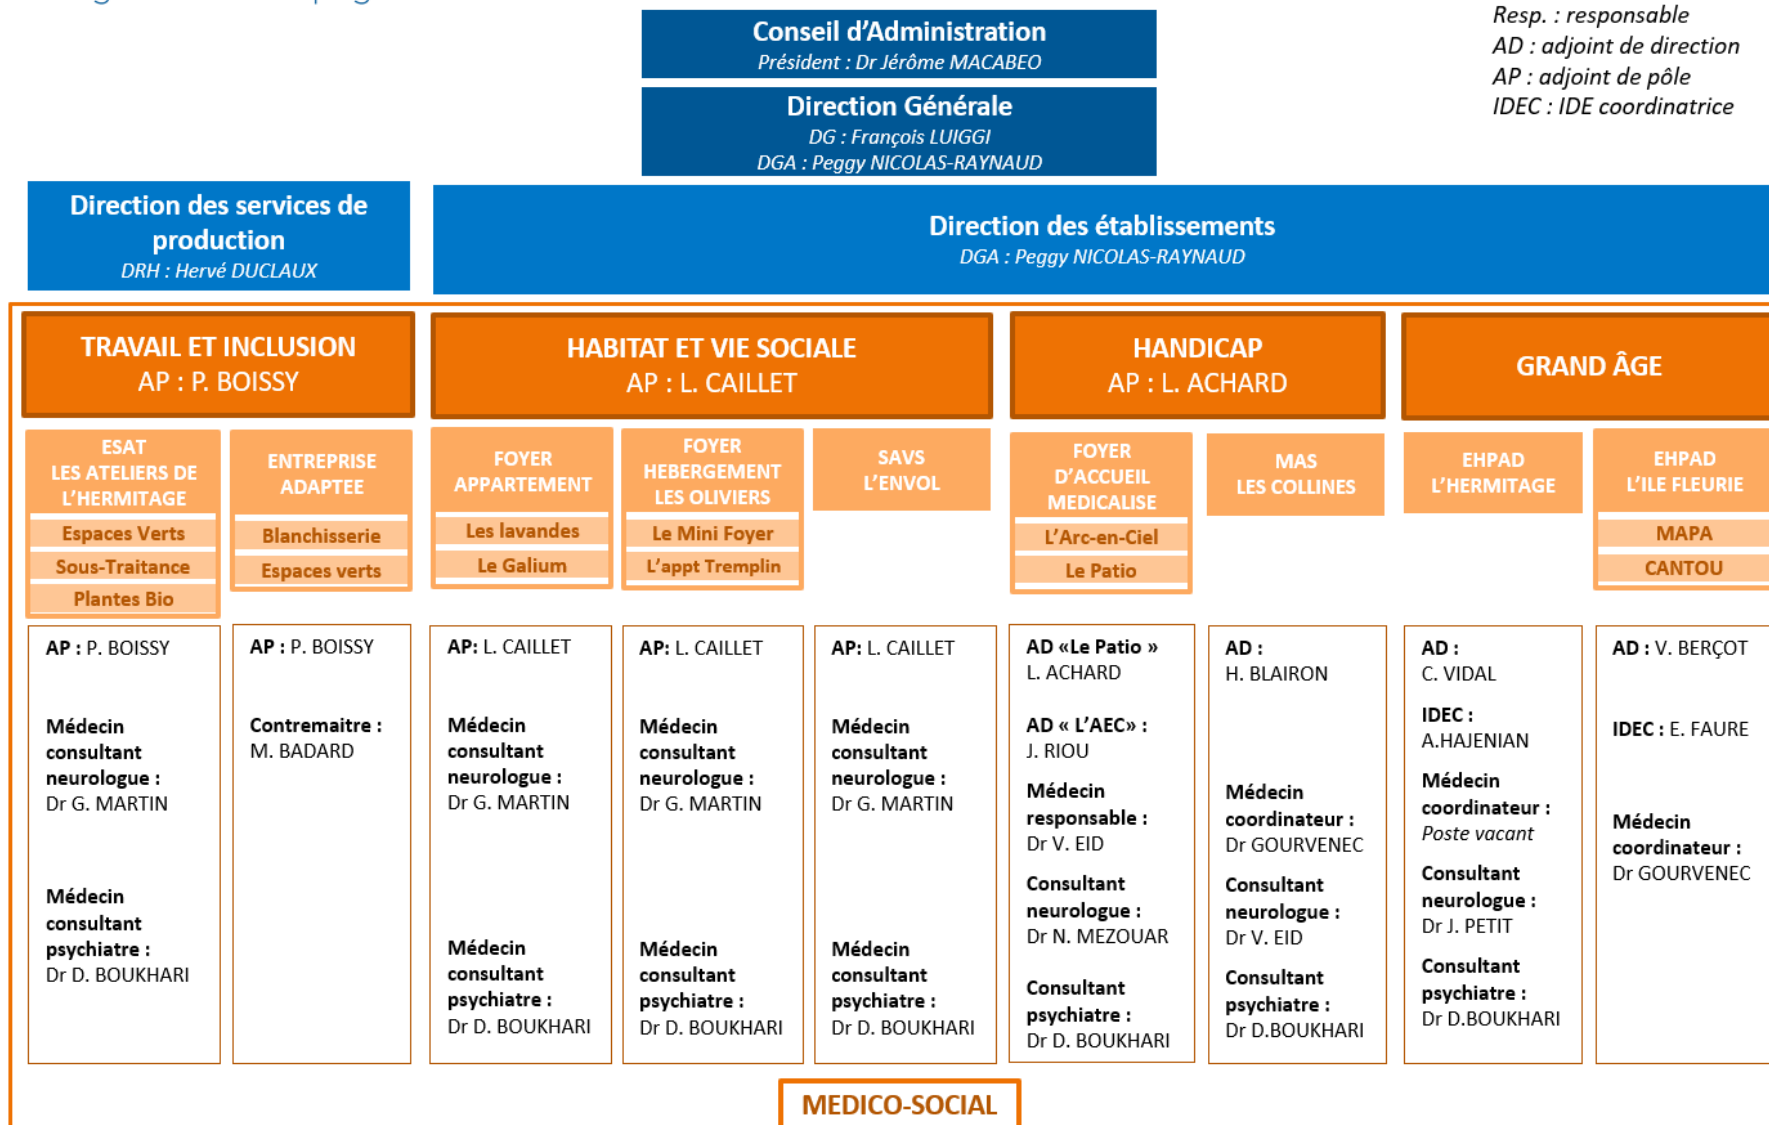 Resp. : responsable
AD : adjoint de direction
AP : adjoint de pôle
IDEC : IDE coordinatrice
Conseil d'Administration
Président : Dr Jérôme MACABEO
Direction Générale
DG : François LUIGGI
DGA : Peggy NICOLAS-RAYNAUD
Direction des services de
production
DRH : Hervé DUCLAUX
Direction des établissements
DGA : Peggy NICOLAS-RAYNAUD
TRAVAIL ET INCLUSION
AP : P. BOISSY
HABITAT ET VIE SOCIALE
AP : L. CAILLET
HANDICAP
AP : L. ACHARD
GRAND ÂGE
ESAT
LES ATELIERS DE
L'HERMITAGE
Espaces Verts
Sous-Traitance
Plantes Bio
AP : P. BOISSY
Médecin
consultant
neurologue :
Dr G. MARTIN
Médecin
consultant
psychiatre :
Dr D. BOUKHARI
ENTREPRISE
ADAPTEE
Blanchisserie
Espaces verts
AP : P. BOISSY
Contremaitre :
M. BADARD
FOYER
APPARTEMENT
Les lavandes
Le Galium
AP: L. CAILLET
Médecin
consultant
neurologue :
Dr G. MARTIN
Médecin
consultant
psychiatre :
Dr D. BOUKHARI
FOYER
HEBERGEMENT
LES OLIVIERS
Le Mini Foyer
L'appt Tremplin
AP: L. CAILLET
Médecin
consultant
neurologue :
Dr G. MARTIN
Médecin
consultant
psychiatre :
Dr D. BOUKHARI
SAVS
L'ENVOL
AP: L. CAILLET
Médecin
consultant
neurologue :
Dr G. MARTIN
Médecin
consultant
psychiatre :
Dr D. BOUKHARI
FOYER
D'ACCUEIL
MEDICALISE
L'Arc-en-Ciel
Le Patio
AD «Le Patio »
L. ACHARD
AD « L'AEC» :
J. RIOU
Médecin
responsable :
Dr V. EID
Consultant
neurologue :
Dr N. MEZOUAR
Consultant
psychiatre :
Dr D. BOUKHARI
MAS
LES COLLINES
AD :
H. BLAIRON
Médecin
coordinateur :
Dr GOURVENEC
Consultant
neurologue :
Dr V. EID
Consultant
psychiatre :
Dr D.BOUKHARI
EHPAD
L'HERMITAGE
AD :
C. VIDAL
IDEC :
A.HAJENIAN
Médecin
coordinateur :
Poste vacant
Consultant
neurologue :
Dr J. PETIT
Consultant
psychiatre :
Dr D.BOUKHARI
EHPAD
L'ILE FLEURIE
MAPA
CANTOU
AD : V. BERÇOT
IDEC : E. FAURE
Médecin
coordinateur :
Dr GOURVENEC
MEDICO-SOCIAL